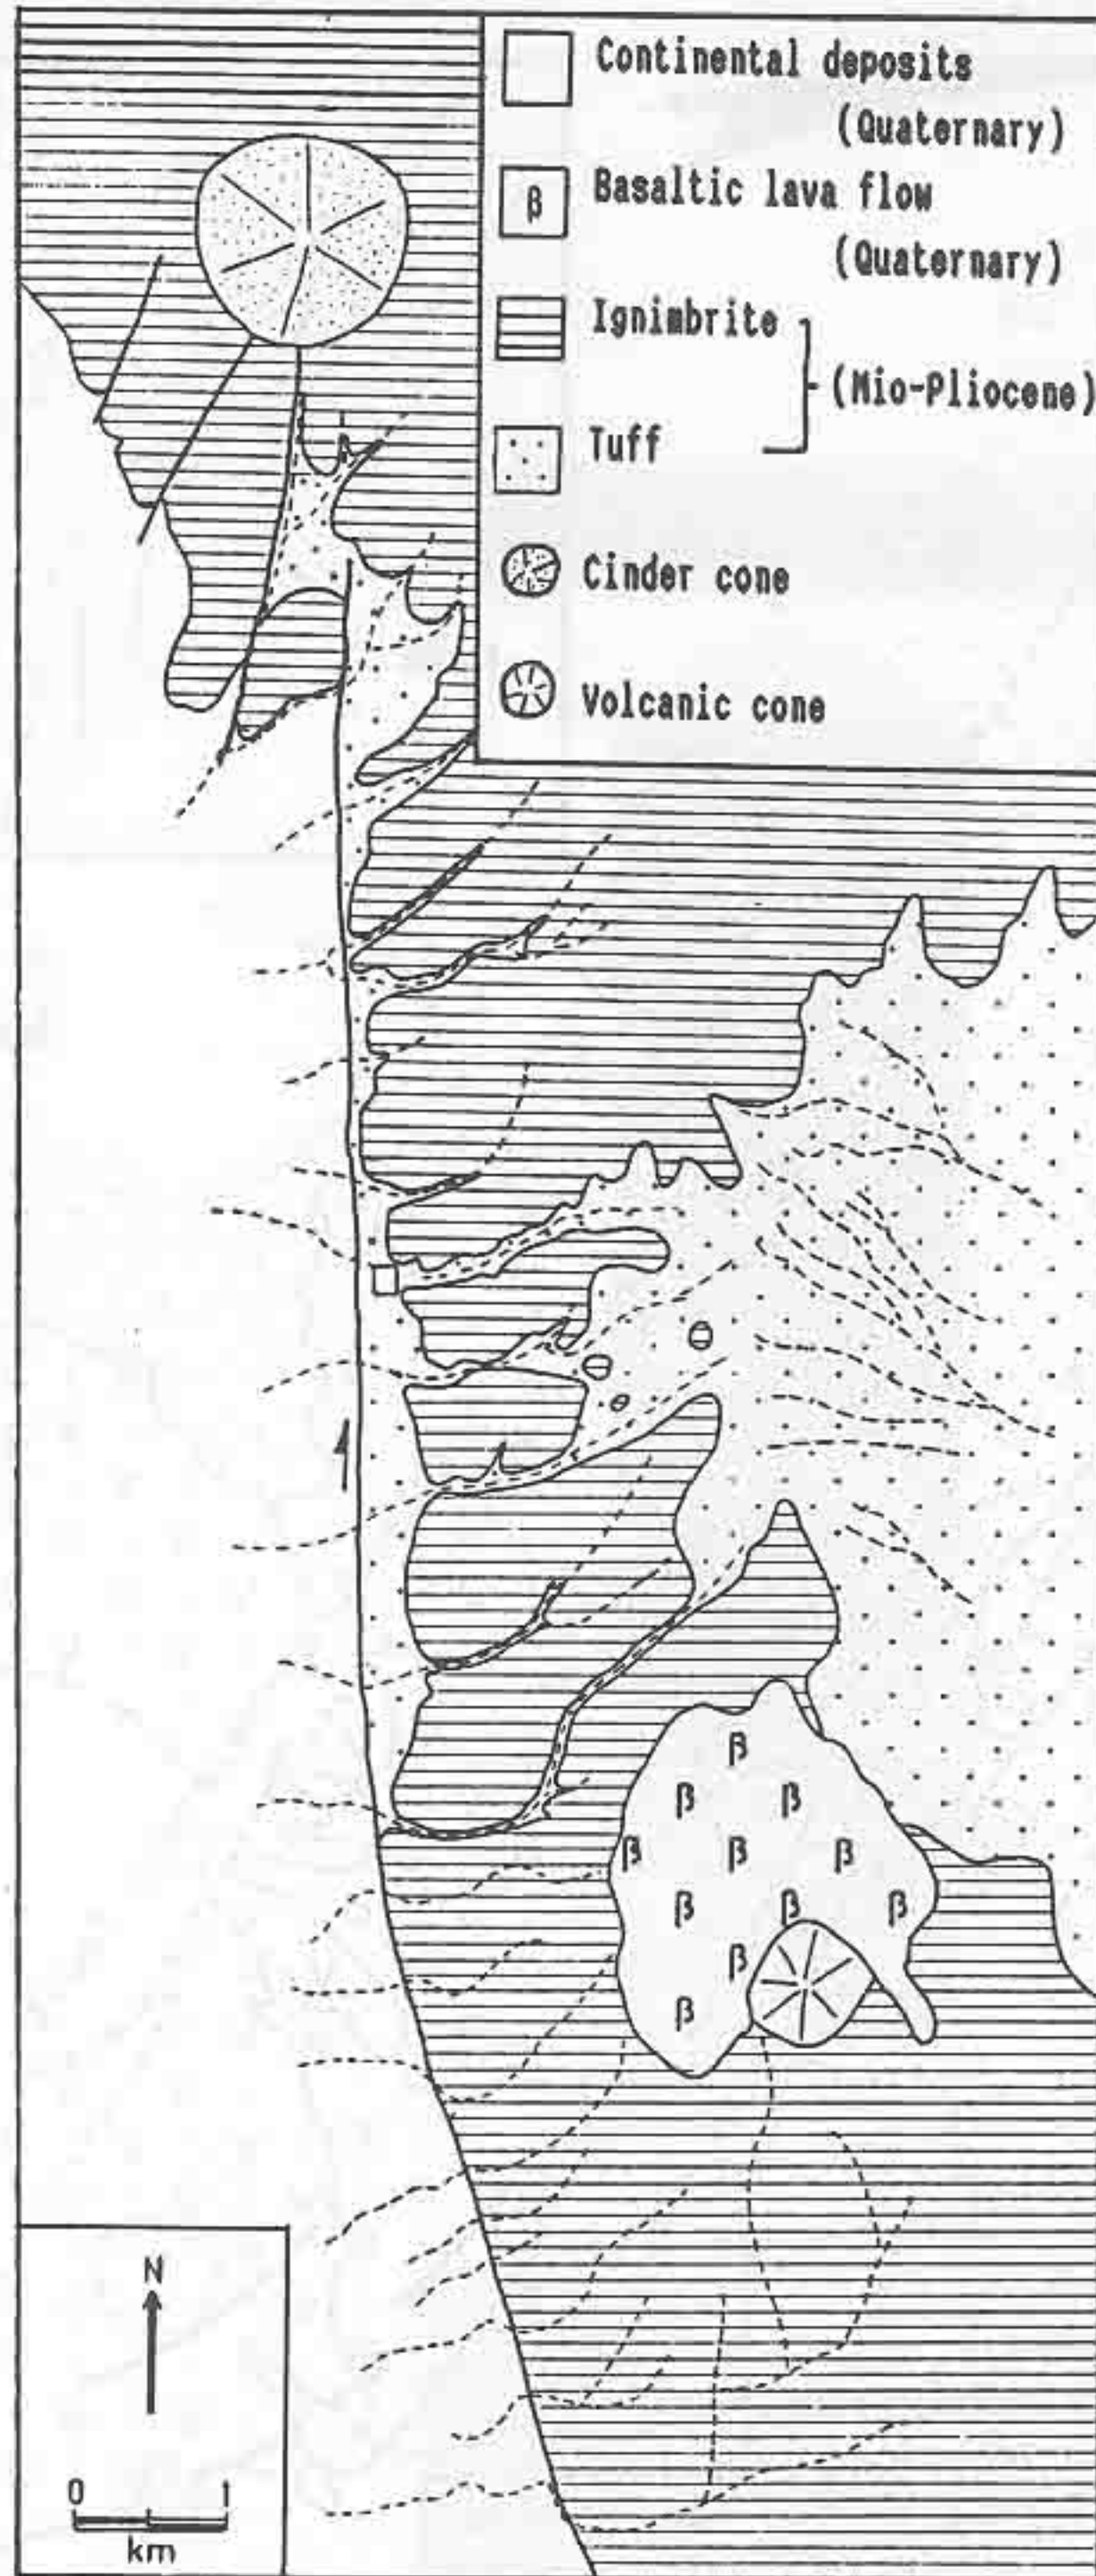 Continental deposits
(Quaternary)
β Basaltic lava flow
(Quaternary)
Ignimbrite
(Mio-Pliocene)
Tuff
Cinder cone
Volcanic cone
β
β β
β β β
β β β
β
β
N
0 1
km